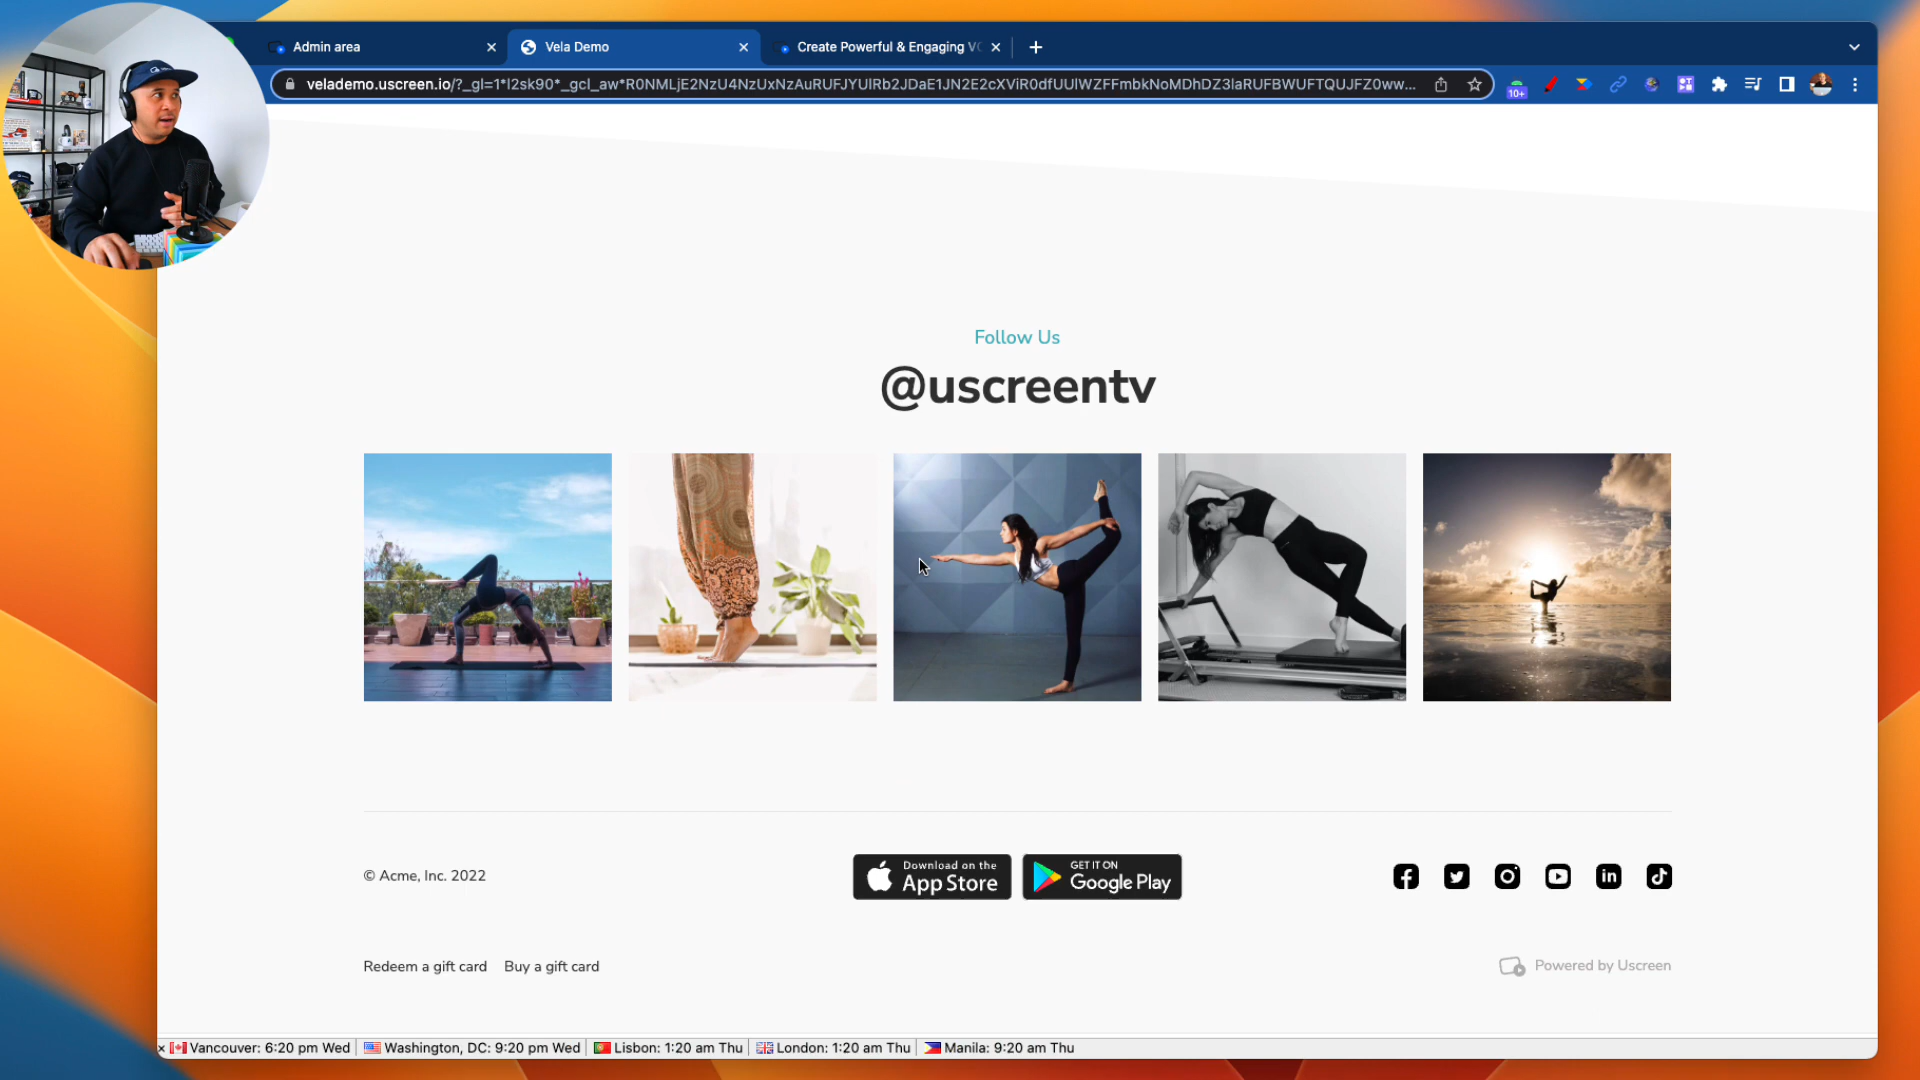 Admin area
Vela Demo
Create Powerful & Engaging VO
velademo.uscreen.io/?_gl=1*l2sk90*_gcl_aw*R0NMLjE2NzU4NzUxNzAuRUFJYUlRb2JDaE1JN2E2cXViR0dfUUlWZFFmbkNoMDhDZ3laRUFBWUFTQUJFZ0ww...
10+
Follow Us
@uscreentv
© Acme, Inc. 2022
Download on the
App Store
GET IT ON
Google Play
Redeem a gift card
Buy a gift card
Powered by Uscreen
Vancouver: 6:20 pm Wed
Washington, DC: 9:20 pm Wed
Lisbon: 1:20 am Thu
London: 1:20 am Thu
Manila: 9:20 am Thu